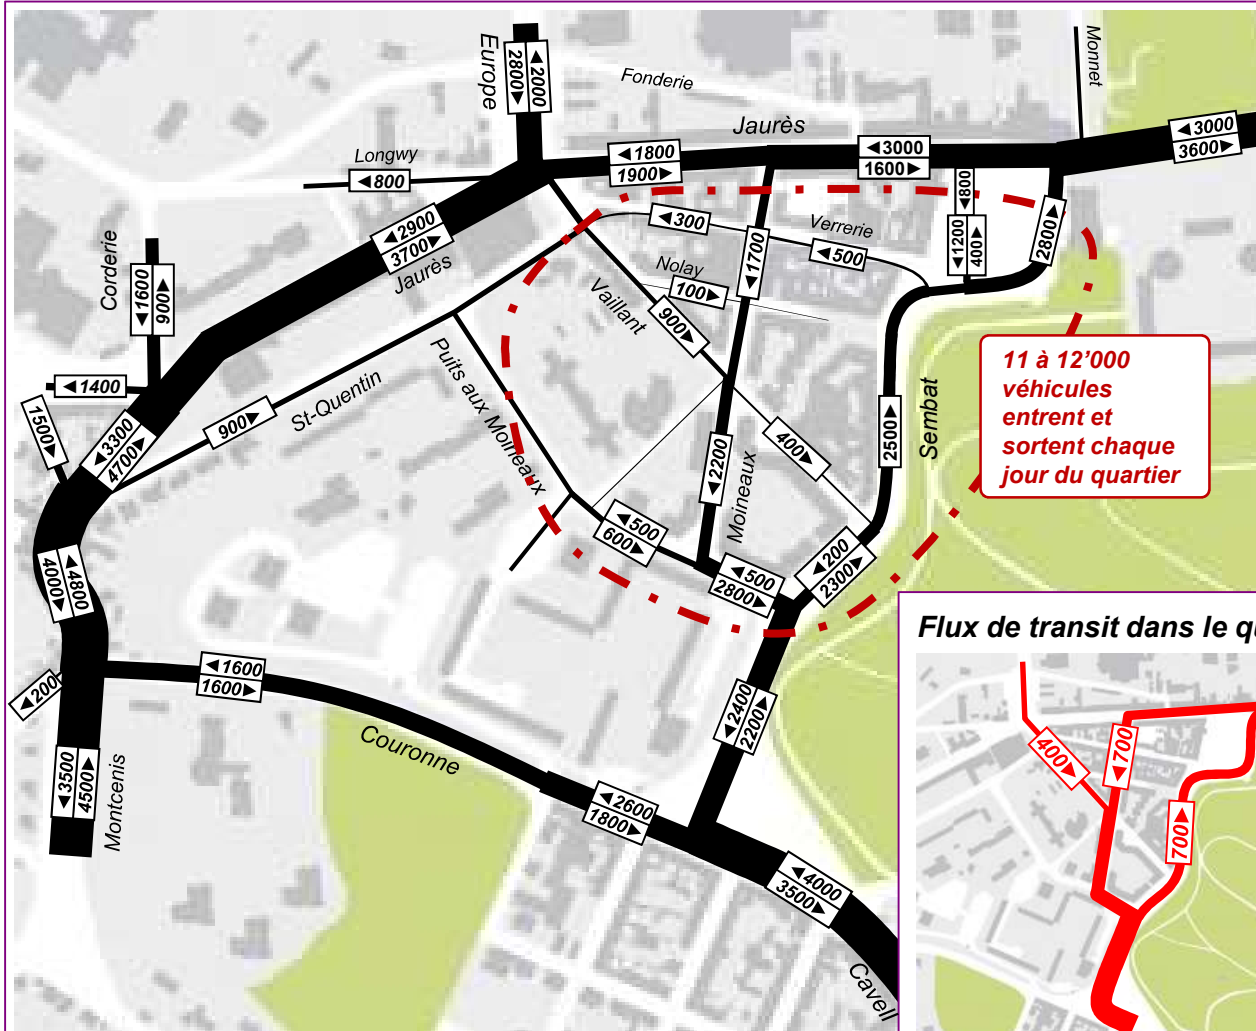 Europe
2800►
◄2000
Fonderie
Monnet
Jaurès
◄3000
3600►
◄1800
1900►
◄3000
1600►
Longwy
◄800
◄2900
3700►
Jaurès
◄300
Verrerie
◄500
◄800
◄1200
400►
2800►
Corderie
◄1600
900►
◄1700
Nolay
100►
Vaillant
900►
◄1400
1500►
◄3300
4700►
900►
St-Quentin
Puits aux Moineaux
◄2200
Moineaux
400►
2500►
Sembat
11 à 12’000
véhicules
entrent et
sortent chaque
jour du quartier
◄500
600►
◄500
2800►
◄200
2300►
4000►
◄4800
◄200
◄1600
1600►
Couronne
◄2400
2200►
◄3500
4500►
Montcenis
◄2600
1800►
◄4000
3500►
Cavell
Flux de transit dans le qu
400►
◄700
700►